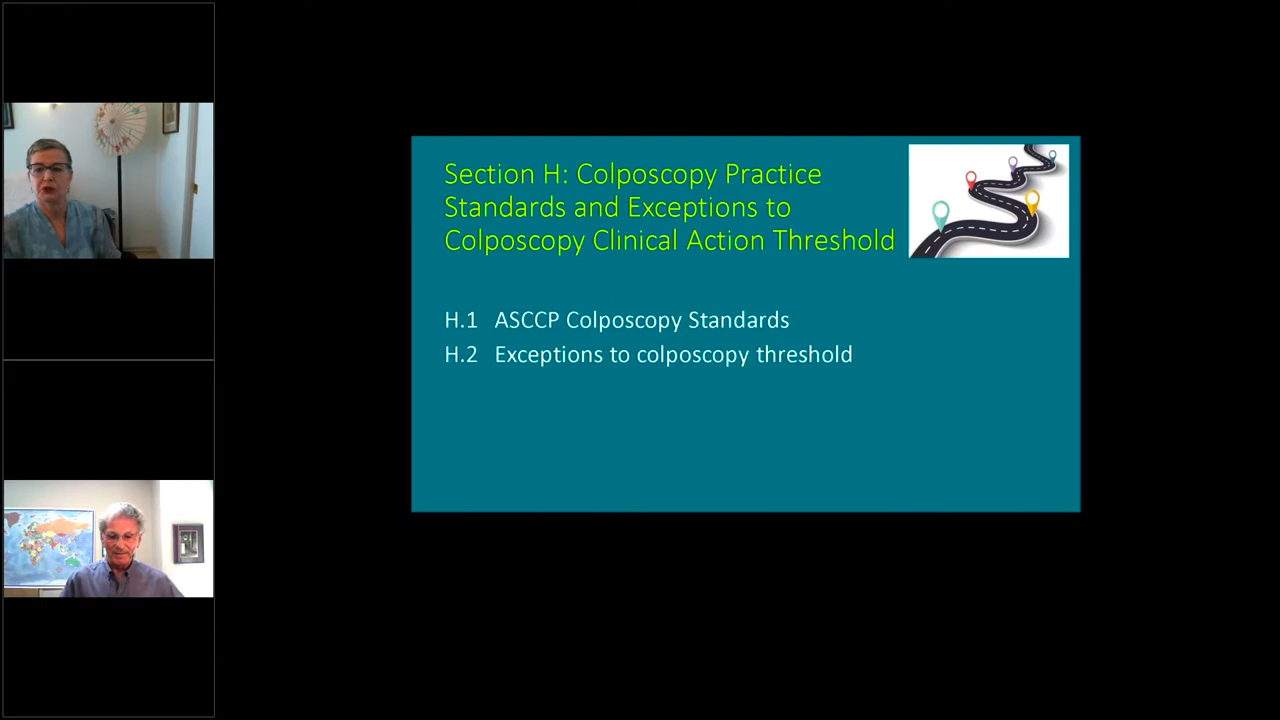 Section H: Colposcopy Practice
Standards and Exceptions to
Colposcopy Clinical Action Threshold
H.1 ASCCP Colposcopy Standards
H.2 Exceptions to colposcopy threshold